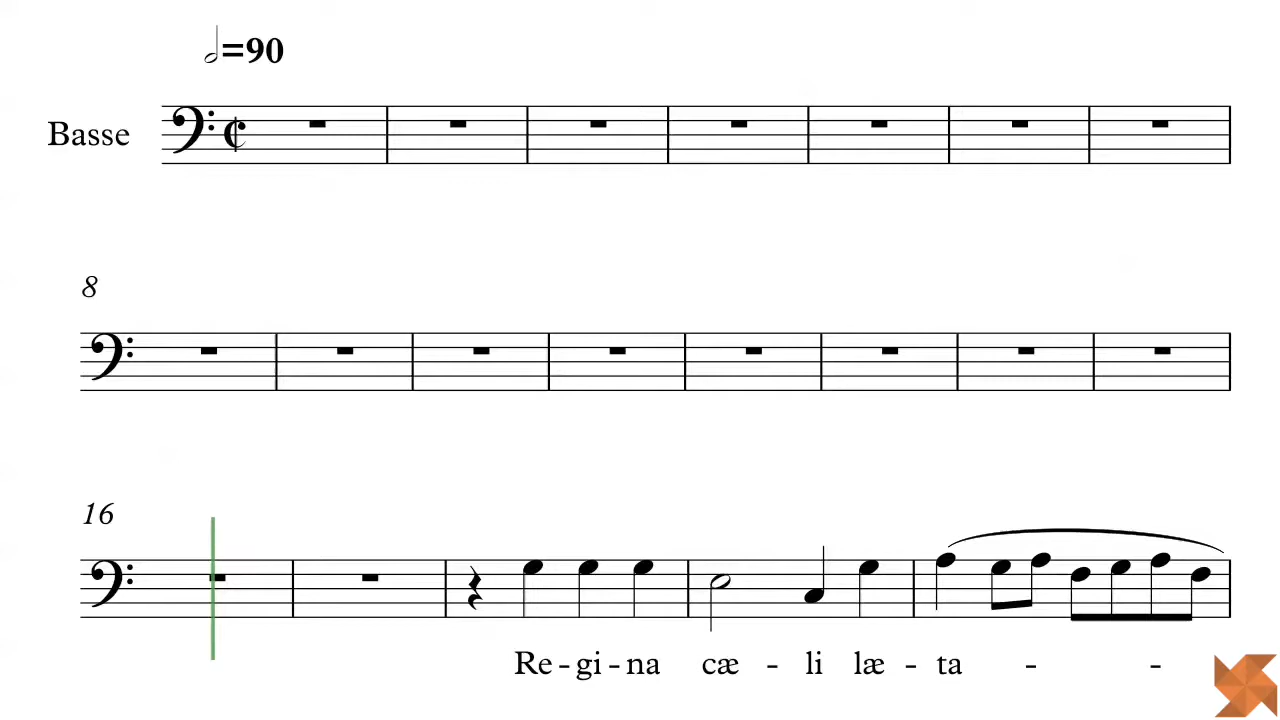 𝅗𝅥=90
Basse
8
16
Re-gi-na cæ - li læ - ta - -